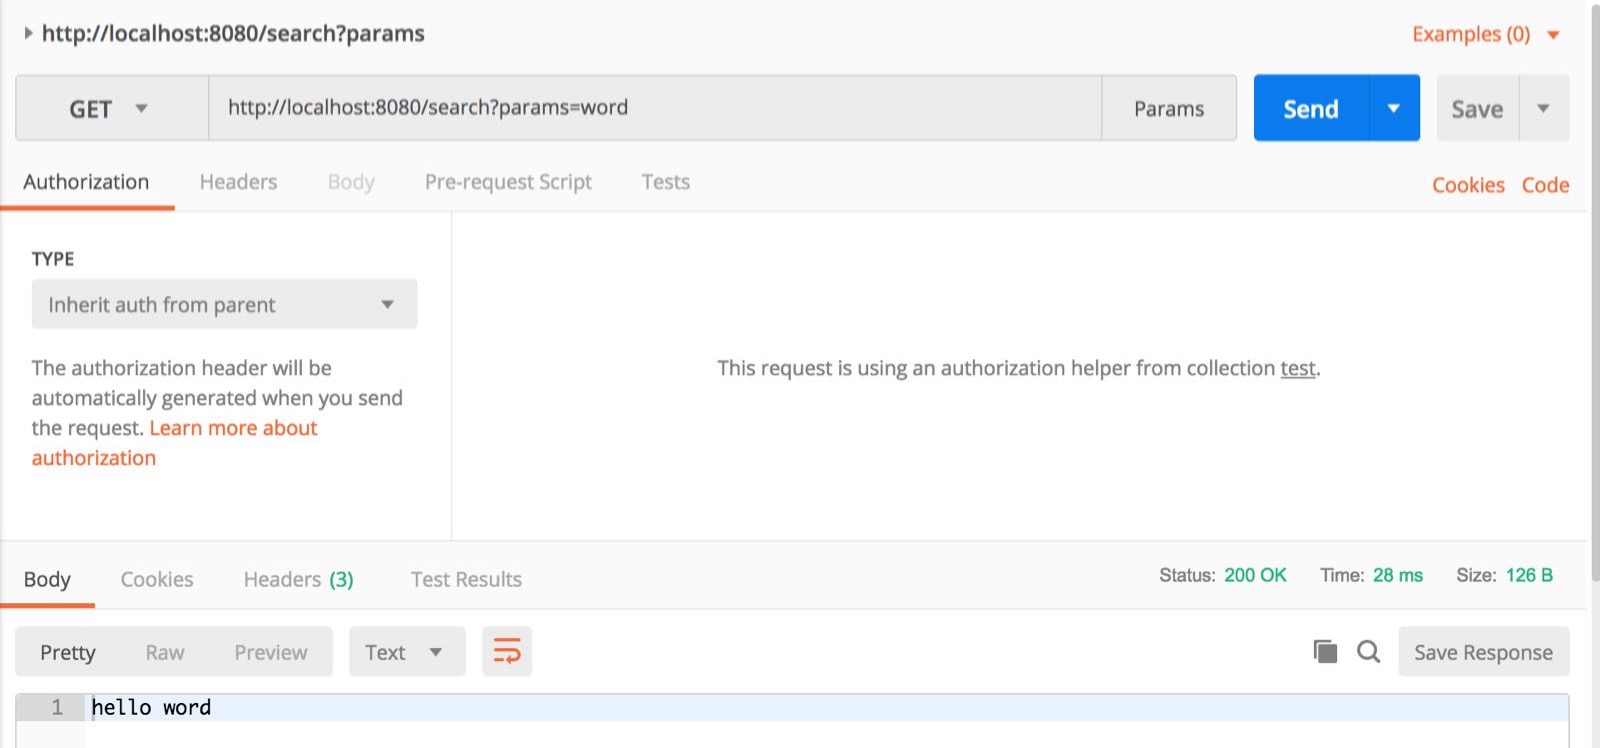 http://localhost:8080/search?params
Examples (0)
GET
http://localhost:8080/search?params=word
Params
Send
Save
Authorization
Headers
Body
Pre-request Script
Tests
Cookies
Code
TYPE
Inherit auth from parent
The authorization header will be
automatically generated when you send
the request. Learn more about
authorization
This request is using an authorization helper from collection test.
Body
Cookies
Headers (3)
Test Results
Status: 200 OK
Time: 28 ms
Size: 126 B
Pretty
Raw
Preview
Text
Save Response
1 hello word